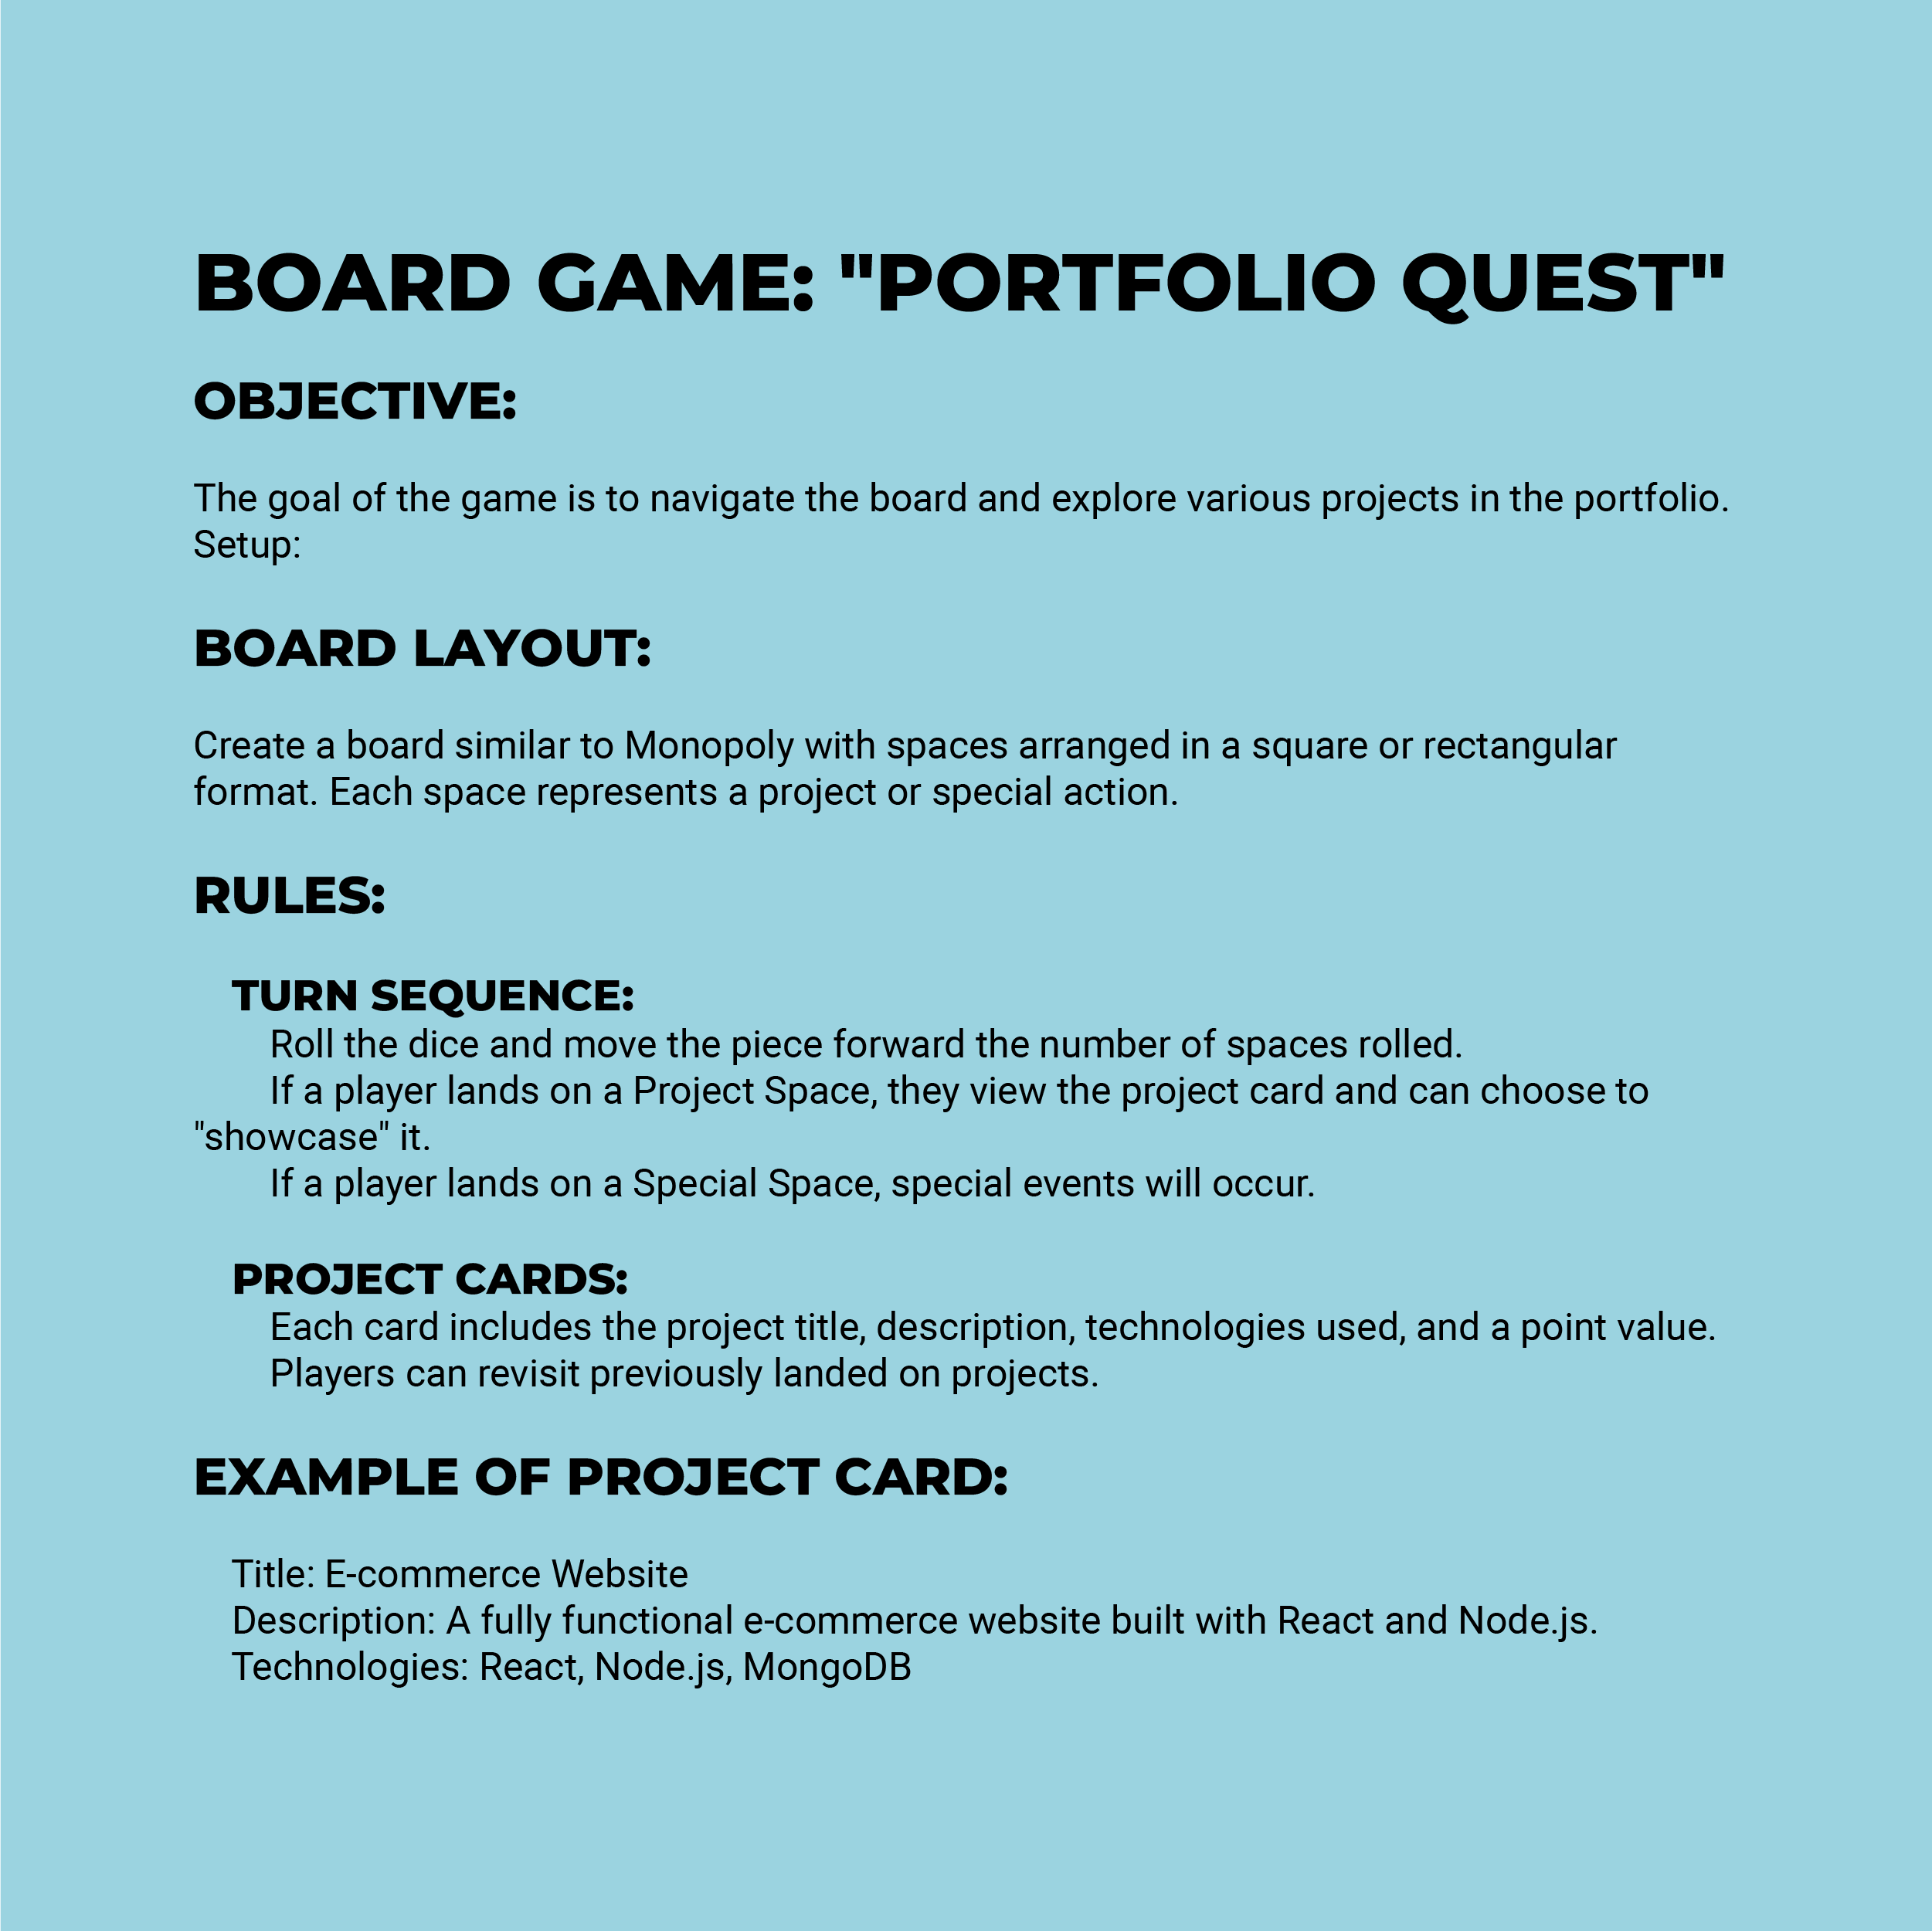 BOARD GAME: "PORTFOLIO QUEST"
OBJECTIVE:
The goal of the game is to navigate the board and explore various projects in the portfolio.
Setup:
BOARD LAYOUT:
Create a board similar to Monopoly with spaces arranged in a square or rectangular
format. Each space represents a project or special action.
RULES:
TURN SEQUENCE:
Roll the dice and move the piece forward the number of spaces rolled.
If a player lands on a Project Space, they view the project card and can choose to
"showcase" it.
If a player lands on a Special Space, special events will occur.
PROJECT CARDS:
Each card includes the project title, description, technologies used, and a point value.
Players can revisit previously landed on projects.
EXAMPLE OF PROJECT CARD:
Title: E-commerce Website
Description: A fully functional e-commerce website built with React and Node.js.
Technologies: React, Node.js, MongoDB